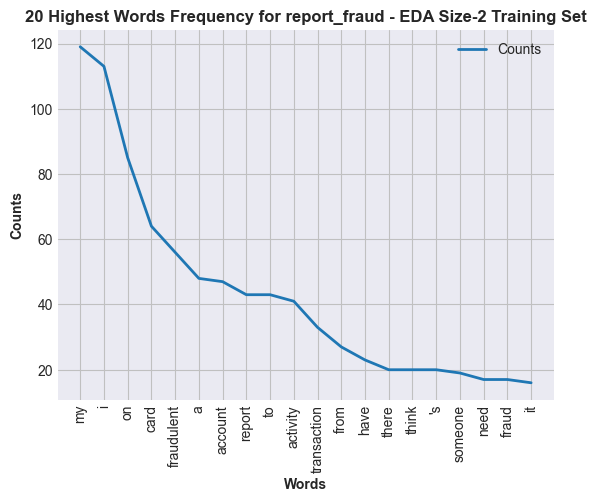 20 Highest Words Frequency for report_fraud - EDA Size-2 Training Set
Counts
120
100
80
60
40
20
Counts
my
i
on
card
fraudulent
a
account
report
to
activity
transaction
from
have
there
think
's
someone
need
fraud
it
Words